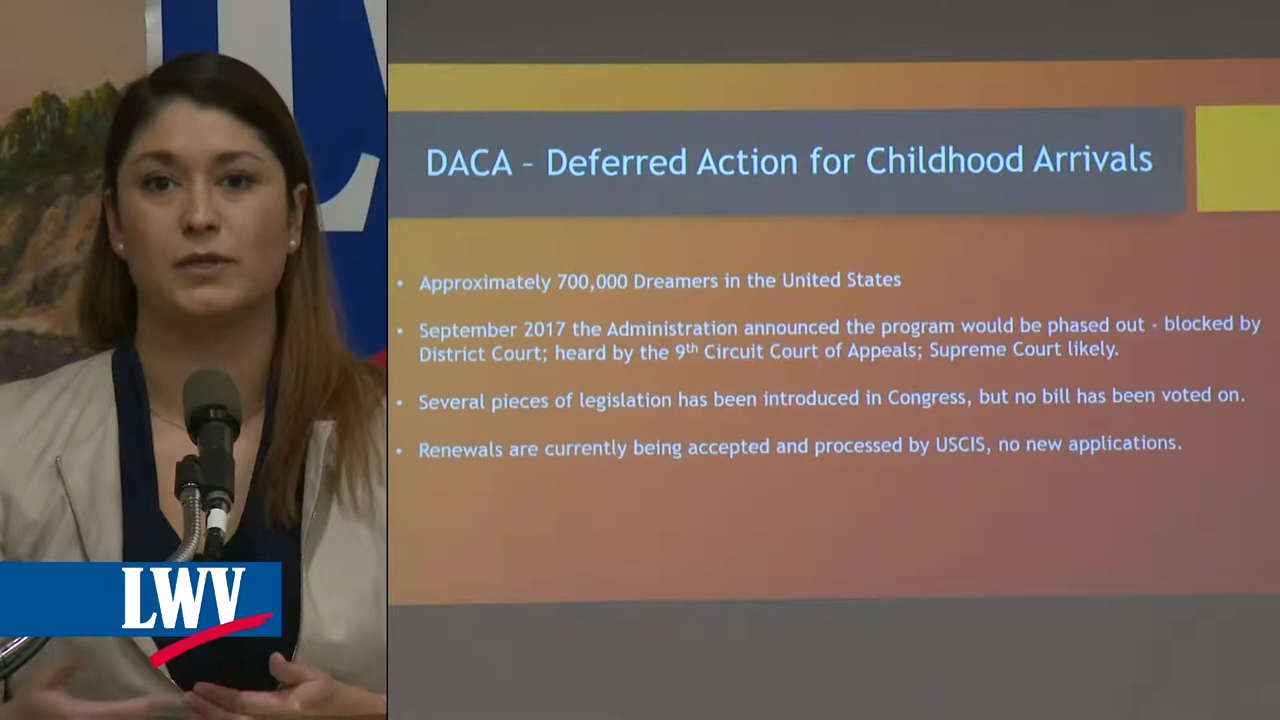 DACA – Deferred Action for Childhood Arrivals
• Approximately 700,000 Dreamers in the United States
• September 2017 the Administration announced the program would be phased out - blocked by
District Court; heard by the 9th Circuit Court of Appeals; Supreme Court likely.
• Several pieces of legislation has been introduced in Congress, but no bill has been voted on.
• Renewals are currently being accepted and processed by USCIS, no new applications.
LWV